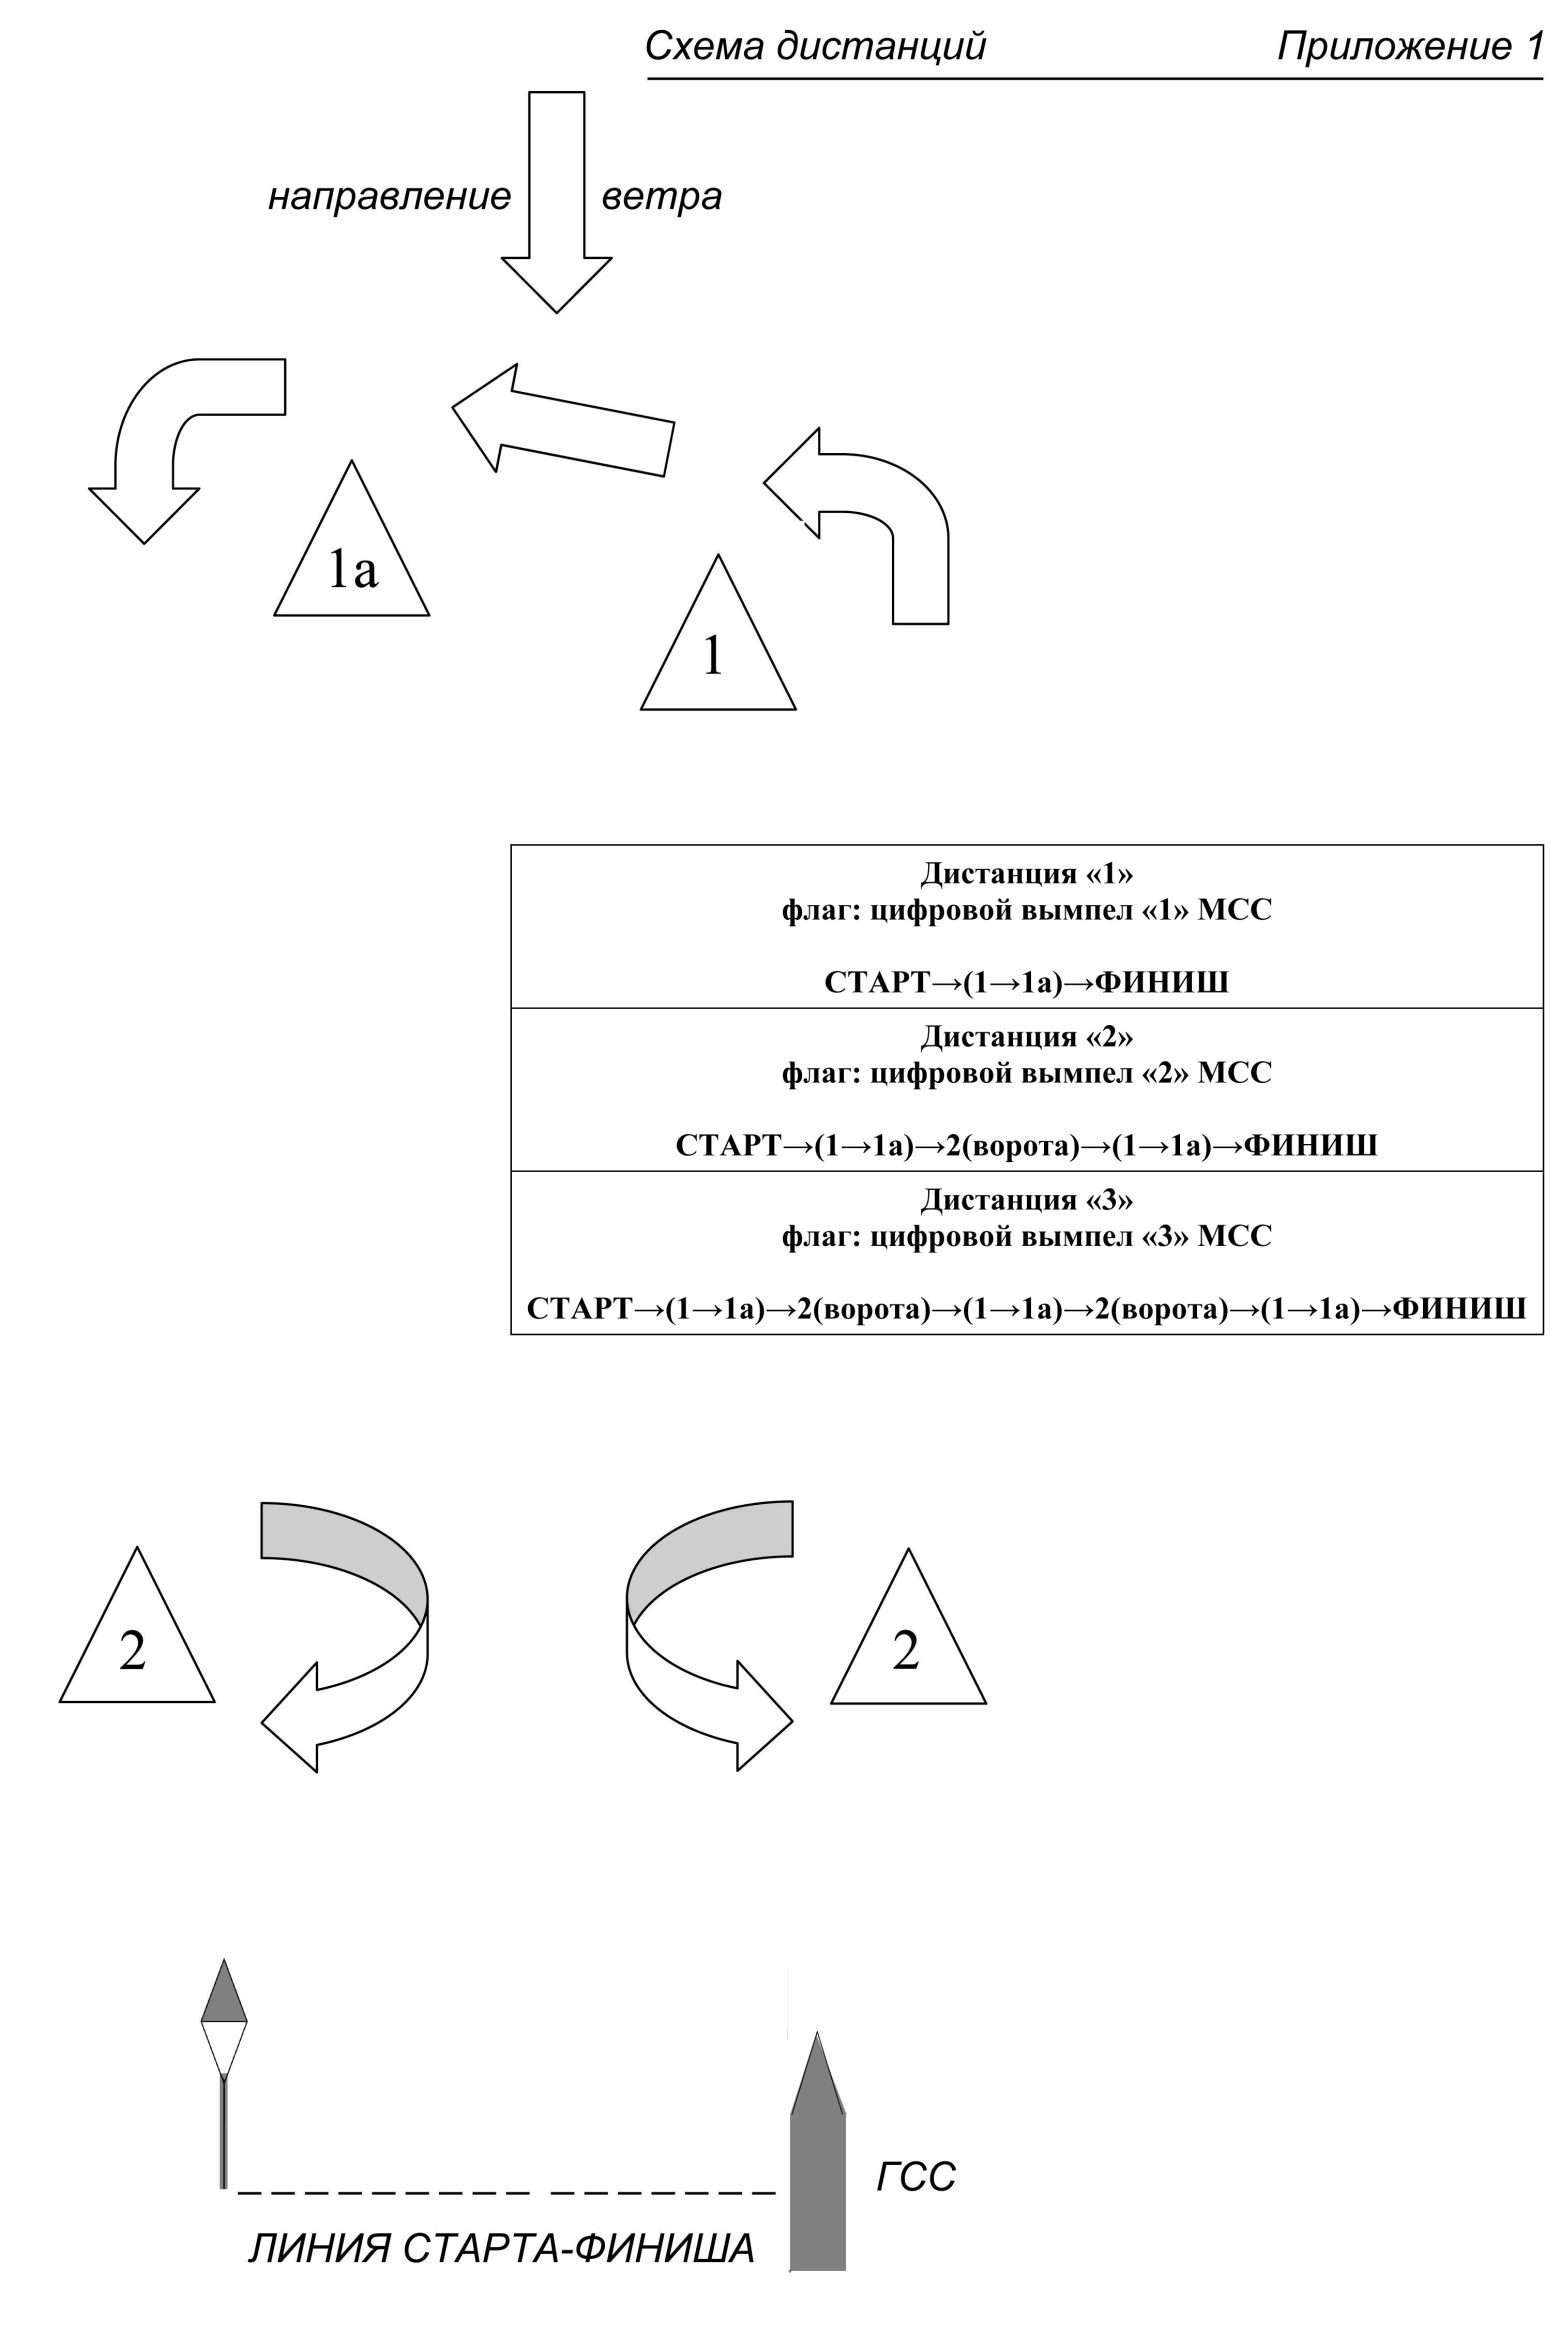 Схема дистанций Приложение 1
направление ветра
1а
1
Дистанция «1»
флаг: цифровой вымпел «1» МСС
СТАРТ→(1→1а)→ФИНИШ
Дистанция «2»
флаг: цифровой вымпел «2» МСС
СТАРТ→(1→1а)→2(ворота)→(1→1а)→ФИНИШ
Дистанция «3»
флаг: цифровой вымпел «3» МСС
СТАРТ→(1→1а)→2(ворота)→(1→1а)→2(ворота)→(1→1а)→ФИНИШ
2 2
ГСС
ЛИНИЯ СТАРТА-ФИНИША